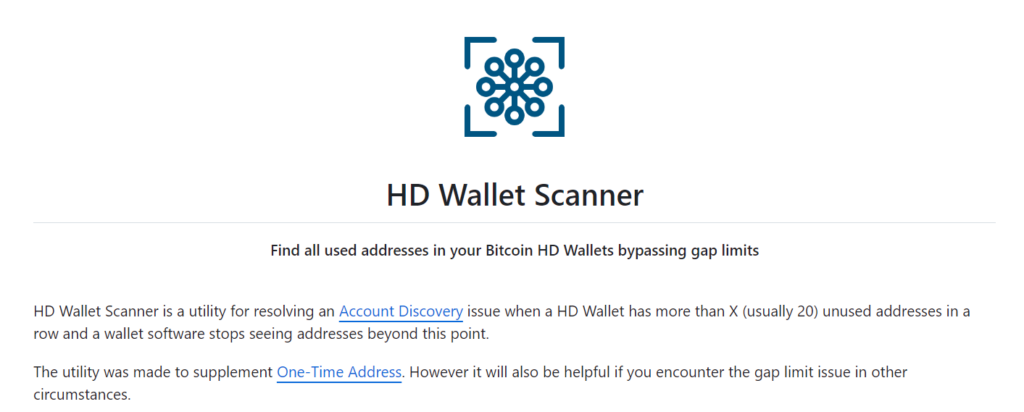 HD Wallet Scanner
Find all used addresses in your Bitcoin HD Wallets bypassing gap limits
HD Wallet Scanner is a utility for resolving an Account Discovery issue when a HD Wallet has more than X (usually 20) unused addresses in a
row and a wallet software stops seeing addresses beyond this point.
The utility was made to supplement One-Time Address. However it will also be helpful if you encounter the gap limit issue in other
circumstances.